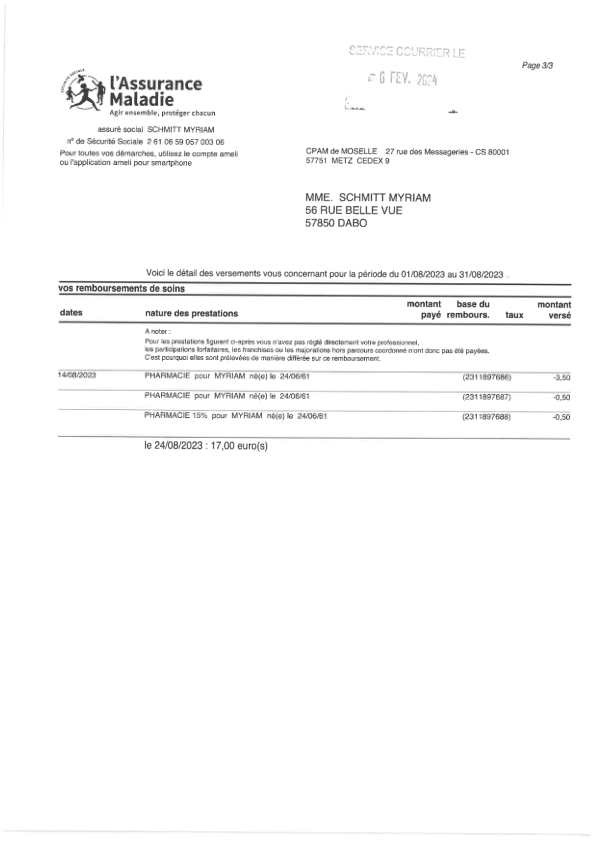 SERVICE COURRIER LE
6 FEV. 2024
Page 3/3
SÉCURITÉ SOCIALE
l'Assurance
Maladie
Agir ensemble, protéger chacun
assuré social SCHMITT MYRIAM
n° de Sécurité Sociale 2 61 06 59 057 003 06
Pour toutes vos démarches, utilisez le compte ameli
ou l'application ameli pour smartphone
CPAM de MOSELLE 27 rue des Messageries - CS 80001
57751 METZ CEDEX 9
MME. SCHMITT MYRIAM
56 RUE BELLE VUE
57850 DABO
Voici le détail des versements vous concernant pour la période du 01/08/2023 au 31/08/2023 .
vos remboursements de soins
dates nature des prestations montant payé base du rembours. taux montant versé
A noter :
Pour les prestations figurant ci-après vous n'avez pas réglé directement votre professionnel,
les participations forfaitaires, les franchises ou les majorations hors parcours coordonné n'ont donc pas été payées.
C'est pourquoi elles sont prélevées de manière différée sur ce remboursement.
14/08/2023 PHARMACIE pour MYRIAM né(e) le 24/06/61 (2311897686) -3,50
PHARMACIE pour MYRIAM né(e) le 24/06/61 (2311897687) -0,50
PHARMACIE 15% pour MYRIAM né(e) le 24/06/61 (2311897688) -0,50
le 24/08/2023 : 17,00 euro(s)